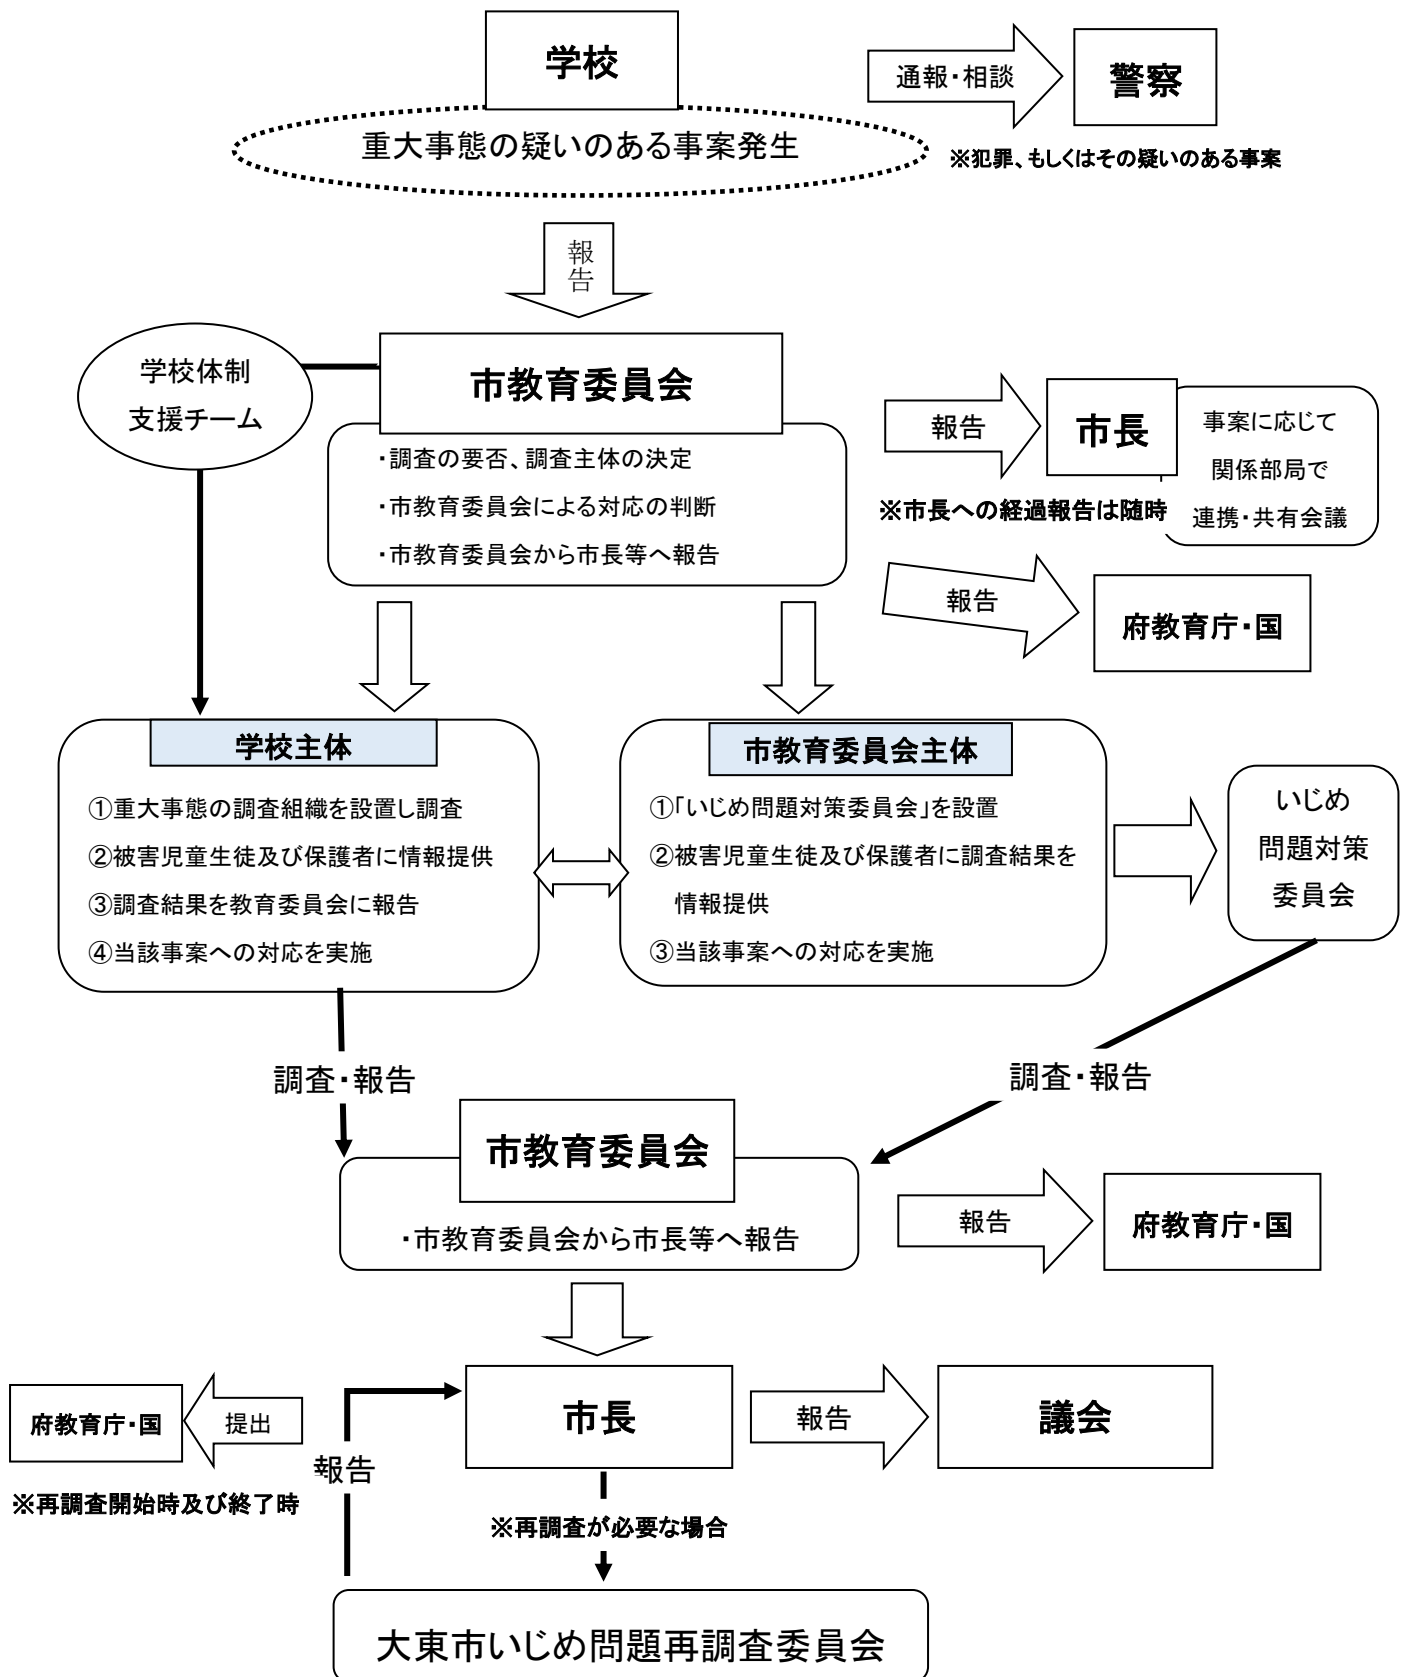 学校
通報・相談
警察
重大事態の疑いのある事案発生
※犯罪、もしくはその疑いのある事案
報告
学校体制
支援チーム
市教育委員会
・調査の要否、調査主体の決定
・市教育委員会による対応の判断
・市教育委員会から市長等へ報告
報告
市長
事案に応じて
関係部局で
連携・共有会議
※市長への経過報告は随時
報告
府教育庁・国
学校主体
①重大事態の調査組織を設置し調査
②被害児童生徒及び保護者に情報提供
③調査結果を教育委員会に報告
④当該事案への対応を実施
市教育委員会主体
①「いじめ問題対策委員会」を設置
②被害児童生徒及び保護者に調査結果を
情報提供
③当該事案への対応を実施
いじめ
問題対策
委員会
調査・報告
調査・報告
市教育委員会
・市教育委員会から市長等へ報告
報告
府教育庁・国
府教育庁・国
提出
※再調査開始時及び終了時
報告
市長
報告
議会
※再調査が必要な場合
大東市いじめ問題再調査委員会